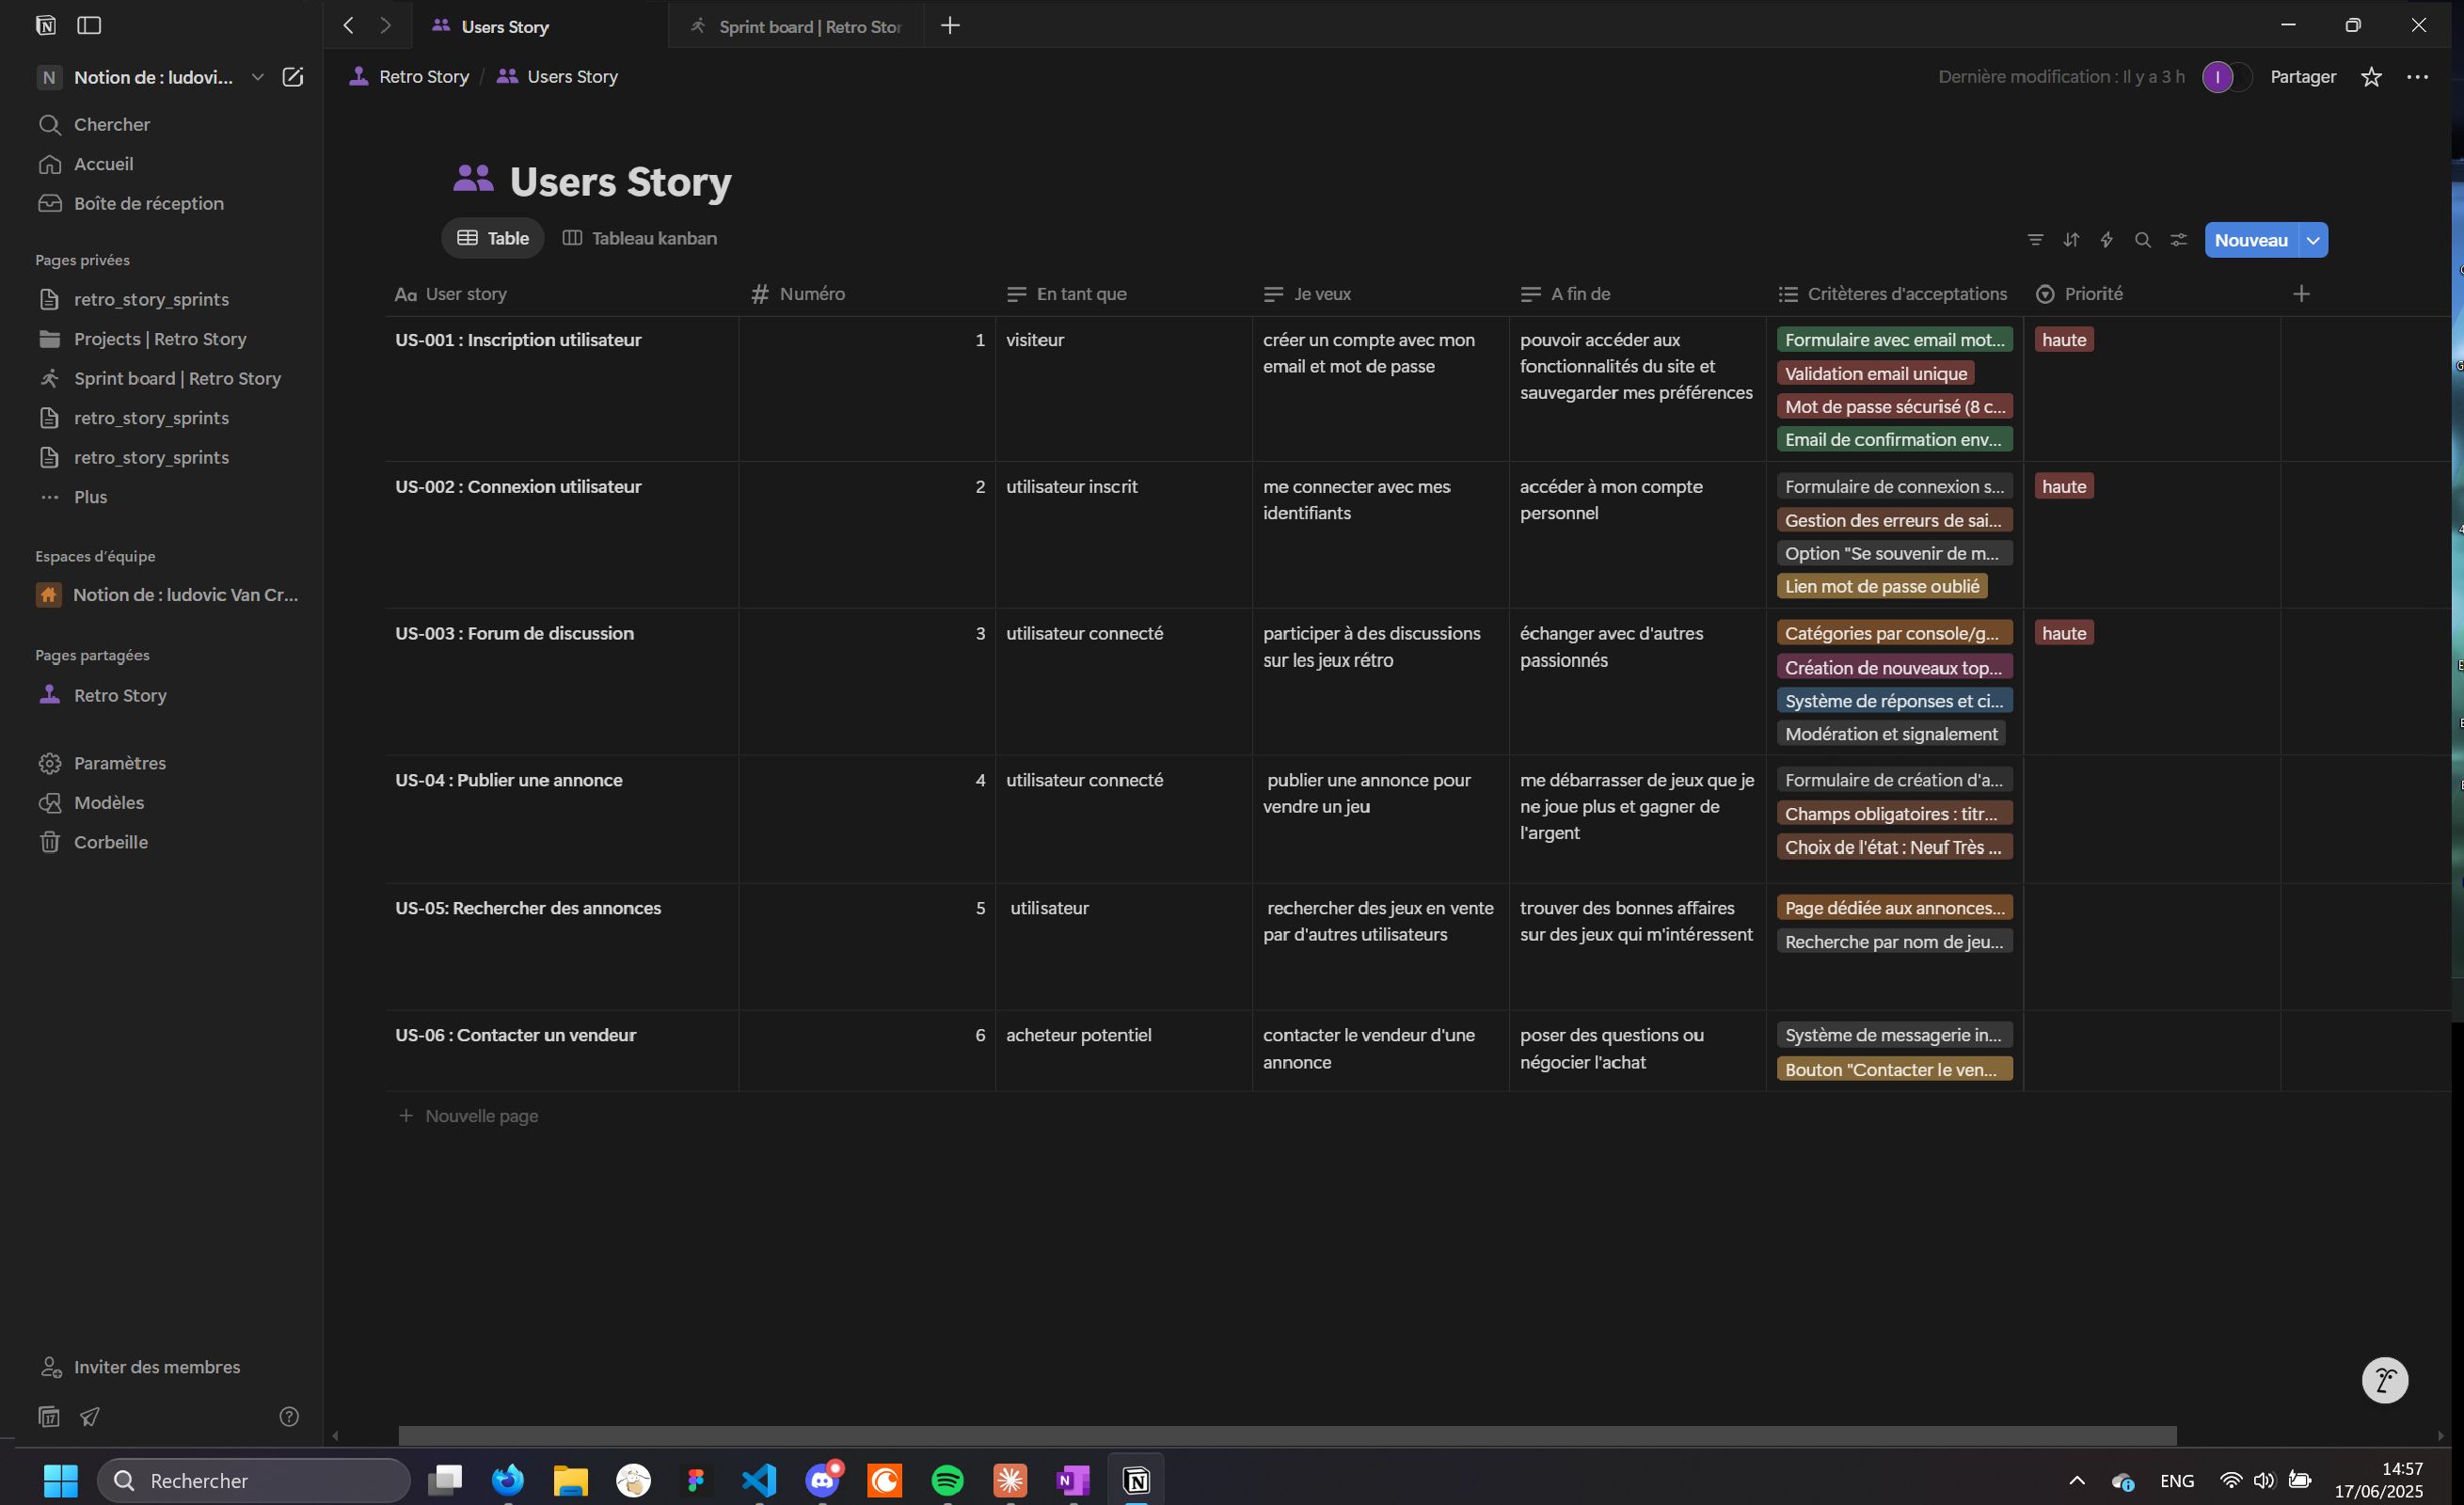 Users Story
Sprint board | Retro Stor
N Notion de : ludovi...
Retro Story / Users Story
Dernière modification : Il y a 3 h
I
Partager
Chercher
Accueil
Boîte de réception
Pages privées
retro_story_sprints
Projects | Retro Story
Sprint board | Retro Story
retro_story_sprints
retro_story_sprints
Plus
Espaces d'équipe
Notion de : ludovic Van Cr...
Pages partagées
Retro Story
Paramètres
Modèles
Corbeille
Inviter des membres
17
Users Story
Table
Tableau kanban
Nouveau
Aa User story
# Numéro
En tant que
Je veux
A fin de
Critèteres d'acceptations
Priorité
US-001 : Inscription utilisateur
1
visiteur
créer un compte avec mon
email et mot de passe
pouvoir accéder aux
fonctionnalités du site et
sauvegarder mes préférences
Formulaire avec email mot...
Validation email unique
Mot de passe sécurisé (8 c...
Email de confirmation env...
haute
US-002 : Connexion utilisateur
2
utilisateur inscrit
me connecter avec mes
identifiants
accéder à mon compte
personnel
Formulaire de connexion s...
Gestion des erreurs de sai...
Option "Se souvenir de m...
Lien mot de passe oublié
haute
US-003 : Forum de discussion
3
utilisateur connecté
participer à des discussions
sur les jeux rétro
échanger avec d'autres
passionnés
Catégories par console/g...
Création de nouveaux top...
Système de réponses et ci...
Modération et signalement
haute
US-04 : Publier une annonce
4
utilisateur connecté
publier une annonce pour
vendre un jeu
me débarrasser de jeux que je
ne joue plus et gagner de
l'argent
Formulaire de création d'a...
Champs obligatoires : titr...
Choix de l'état : Neuf Très ...
US-05: Rechercher des annonces
5
utilisateur
rechercher des jeux en vente
par d'autres utilisateurs
trouver des bonnes affaires
sur des jeux qui m'intéressent
Page dédiée aux annonces...
Recherche par nom de jeu...
US-06 : Contacter un vendeur
6
acheteur potentiel
contacter le vendeur d'une
annonce
poser des questions ou
négocier l'achat
Système de messagerie in...
Bouton "Contacter le ven...
Nouvelle page
Rechercher
ENG
14:57
17/06/2025